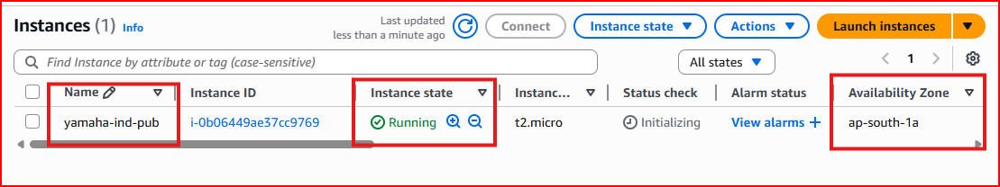 Instances (1) Info
Last updated
less than a minute ago
Connect
Instance state
Actions
Launch instances
Find Instance by attribute or tag (case-sensitive)
All states
1
Name Instance ID Instance state Instanc... Status check Alarm status Availability Zone
yamaha-ind-pub i-0b06449ae37cc9769 Running t2.micro Initializing View alarms + ap-south-1a